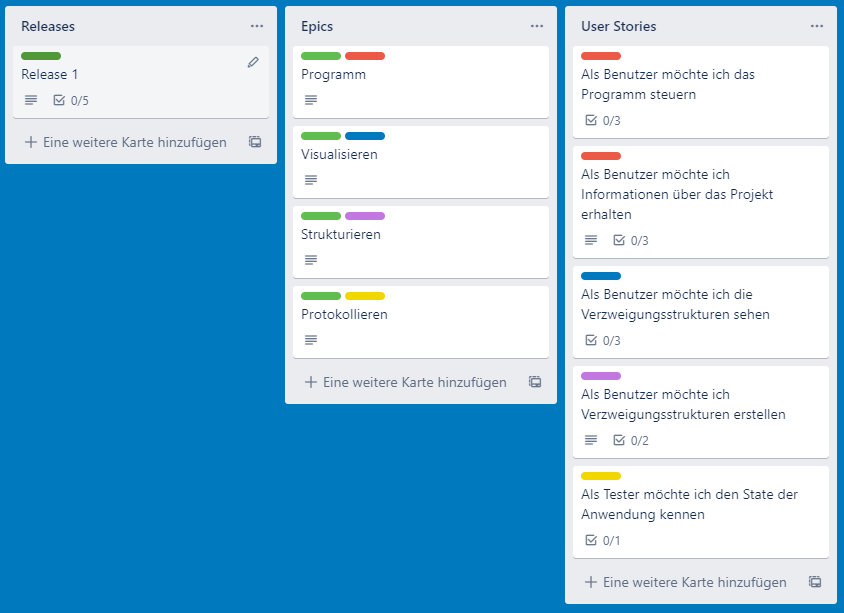 Releases
Release 1
0/5
Eine weitere Karte hinzufügen
Epics
Programm
Visualisieren
Strukturieren
Protokollieren
Eine weitere Karte hinzufügen
User Stories
Als Benutzer möchte ich das
Programm steuern
0/3
Als Benutzer möchte ich
Informationen über das Projekt
erhalten
0/3
Als Benutzer möchte ich die
Verzweigungsstrukturen sehen
0/3
Als Benutzer möchte ich
Verzweigungsstrukturen erstellen
0/2
Als Tester möchte ich den State der
Anwendung kennen
0/1
Eine weitere Karte hinzufügen